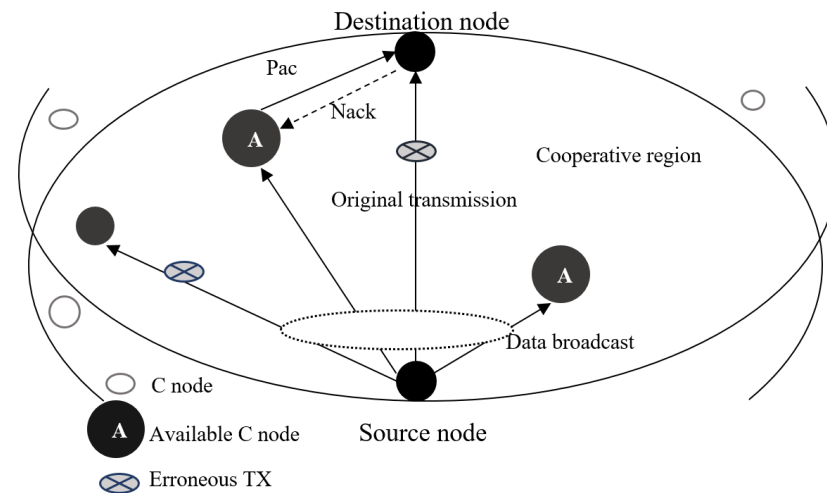 Destination node
Pac
Nack
A
Cooperative region
Original transmission
A
Data broadcast
C node
A
Available C node
Source node
Erroneous TX